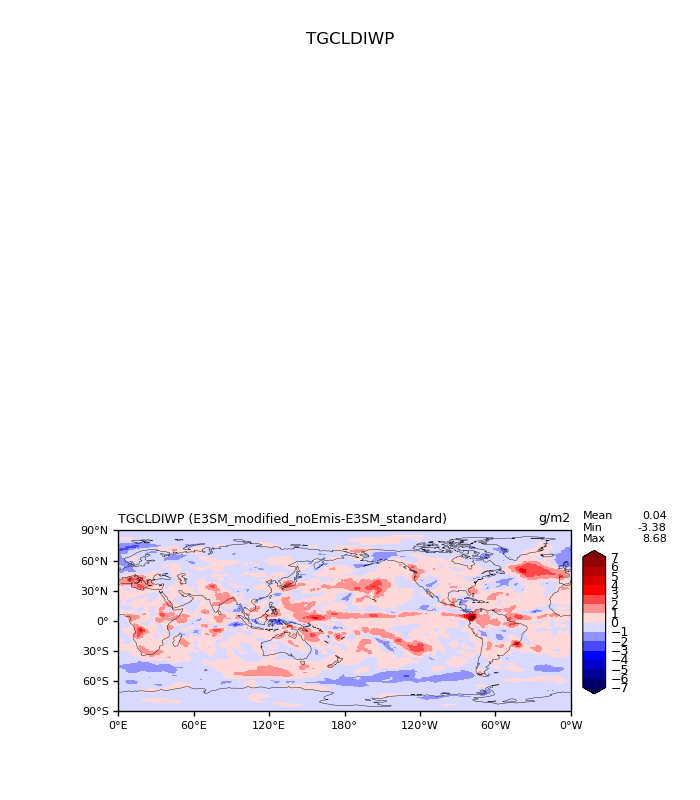 TGCLDIWP
TGCLDIWP (E3SM_modified_noEmis-E3SM_standard) g/m2
Mean 0.04
Min -3.38
Max 8.68
90°N
60°N
30°N
0°
30°S
60°S
90°S
0°E 60°E 120°E 180° 120°W 60°W 0°W
7
6
5
4
3
2
1
0
−1
−2
−3
−4
−5
−6
−7